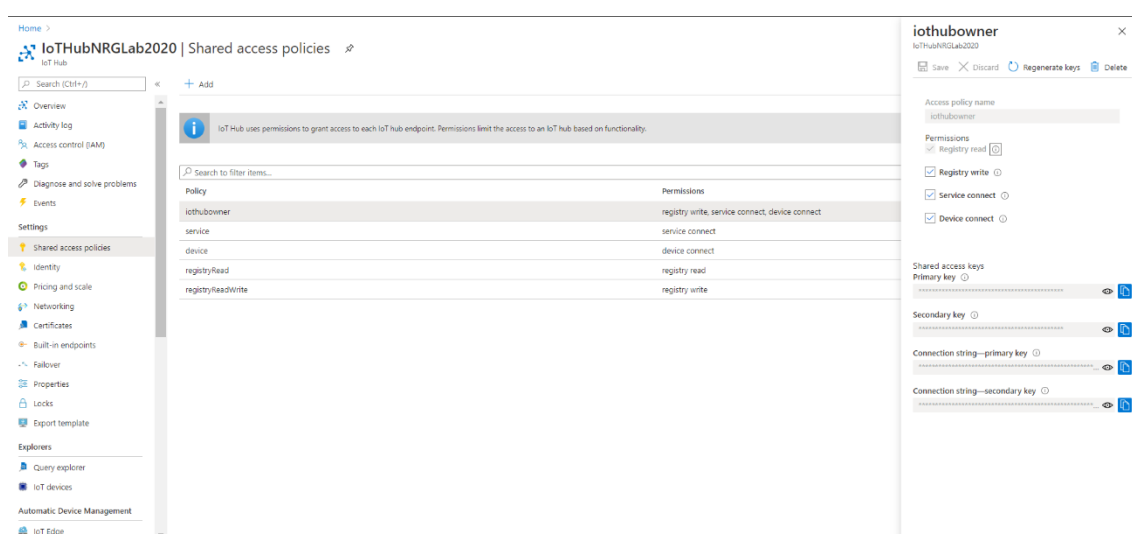 Home >
IoTHubNRGLab2020 | Shared access policies
IoT Hub
Search (Ctrl+/)
«
Overview
Activity log
Access control (IAM)
Tags
Diagnose and solve problems
Events
Settings
Shared access policies
Identity
Pricing and scale
Networking
Certificates
Built-in endpoints
Failover
Properties
Locks
Export template
Explorers
Query explorer
IoT devices
Automatic Device Management
IoT Edge
+ Add
IoT Hub uses permissions to grant access to each IoT hub endpoint. Permissions limit the access to an IoT hub based on functionality.
Search to filter items...
Policy Permissions
iothubowner registry write, service connect, device connect
service service connect
device device connect
registryRead registry read
registryReadWrite registry write
iothubowner
IoTHubNRGLab2020
Save Discard Regenerate keys Delete
Access policy name
iothubowner
Permissions
Registry read
Registry write
Service connect
Device connect
Shared access keys
Primary key
Secondary key
Connection string—primary key
Connection string—secondary key